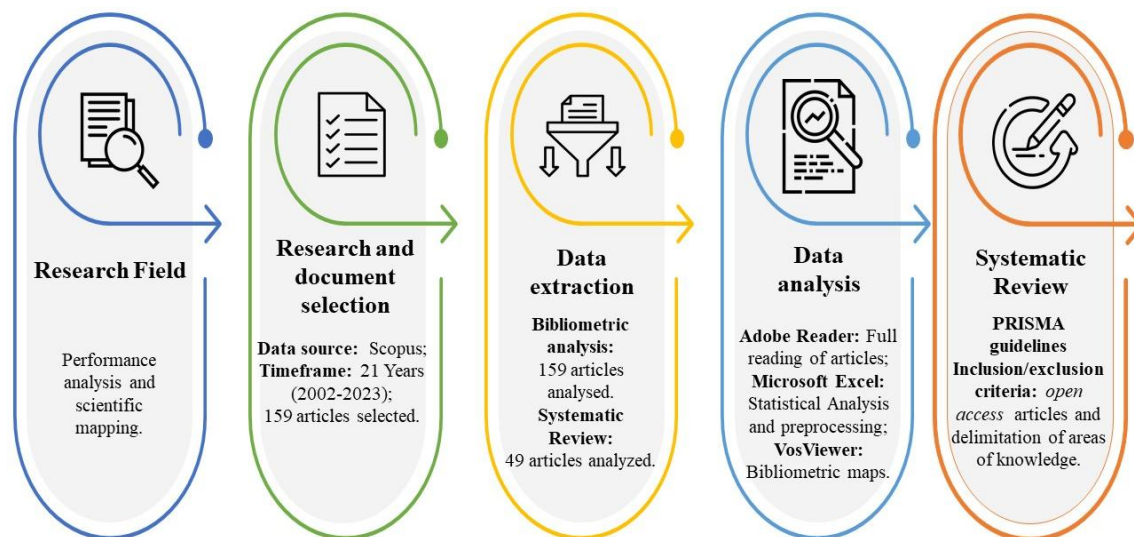 Research Field
Performance
analysis and
scientific
mapping.
Research and
document
selection
Data source: Scopus;
Timeframe: 21 Years
(2002-2023);
159 articles selected.
Data
extraction
Bibliometric
analysis:
159 articles
analysed.
Systematic
Review:
49 articles analyzed.
Data
analysis
Adobe Reader: Full
reading of articles;
Microsoft Excel:
Statistical Analysis
and preprocessing;
VosViewer:
Bibliometric maps.
Systematic
Review
PRISMA
guidelines
Inclusion/exclusion
criteria: open
access articles and
delimitation of areas
of knowledge.